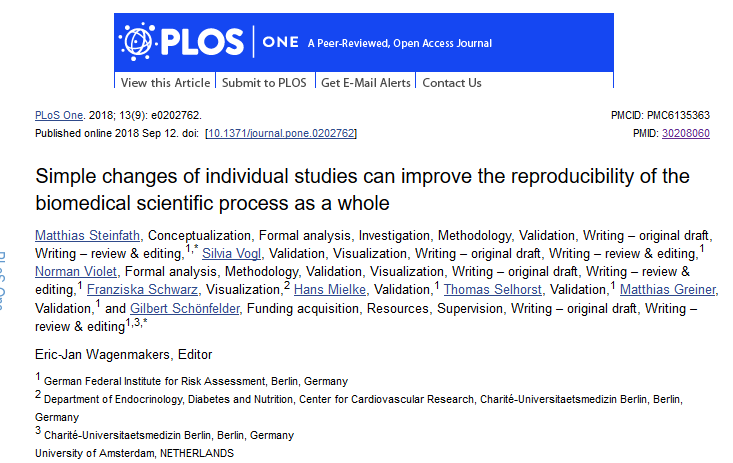 PLOS ONE A Peer-Reviewed, Open Access Journal
View this Article Submit to PLOS Get E-Mail Alerts Contact Us
PLoS One. 2018; 13(9): e0202762. PMCID: PMC6135363
Published online 2018 Sep 12. doi: [10.1371/journal.pone.0202762] PMID: 30208060
Simple changes of individual studies can improve the reproducibility of the
biomedical scientific process as a whole
Matthias Steinfath, Conceptualization, Formal analysis, Investigation, Methodology, Validation, Writing – original draft,
Writing – review & editing,1,* Silvia Vogl, Validation, Visualization, Writing – original draft, Writing – review & editing,1
Norman Violet, Formal analysis, Methodology, Validation, Visualization, Writing – original draft, Writing – review &
editing,1 Franziska Schwarz, Visualization,2 Hans Mielke, Validation,1 Thomas Selhorst, Validation,1 Matthias Greiner,
Validation,1 and Gilbert Schönfelder, Funding acquisition, Resources, Supervision, Writing – original draft, Writing –
review & editing1,3,*
Eric-Jan Wagenmakers, Editor
1 German Federal Institute for Risk Assessment, Berlin, Germany
2 Department of Endocrinology, Diabetes and Nutrition, Center for Cardiovascular Research, Charité-Universitaetsmedizin Berlin, Berlin,
Germany
3 Charité-Universitaetsmedizin Berlin, Berlin, Germany
University of Amsterdam, NETHERLANDS
PLoS One